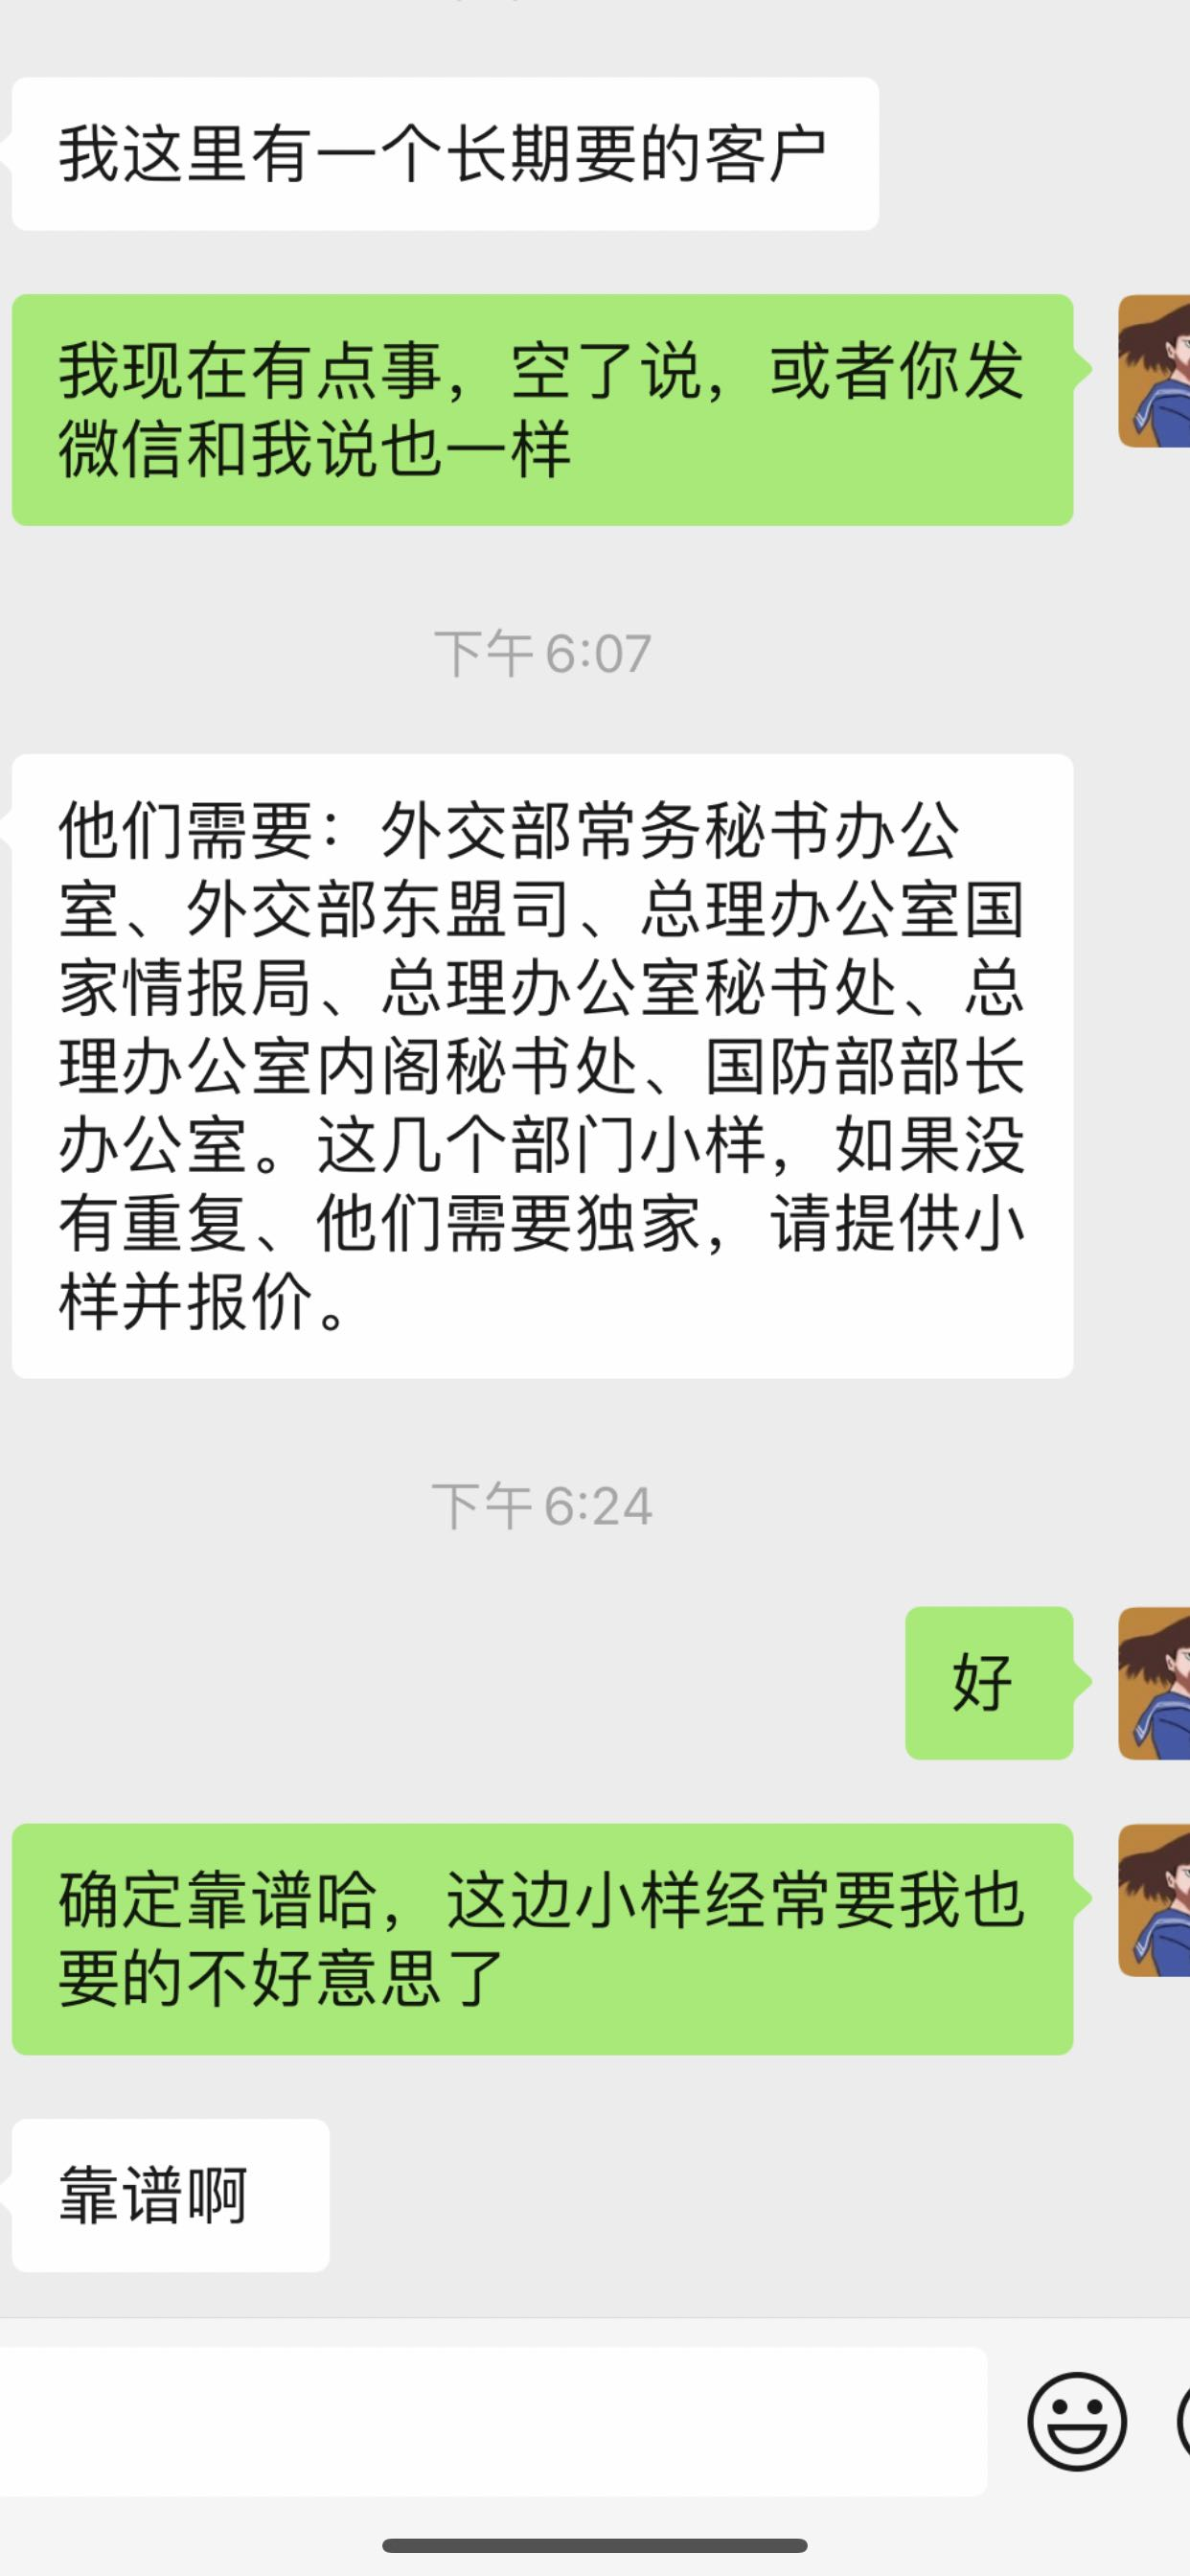 我这里有一个长期要的客户
我现在有点事，空了说，或者你发
微信和我说也一样
下午6:07
他们需要：外交部常务秘书办公
室、外交部东盟司、总理办公室国
家情报局、总理办公室秘书处、总
理办公室内阁秘书处、国防部部长
办公室。这几个部门小样，如果没
有重复、他们需要独家，请提供小
样并报价。
下午6:24
好
确定靠谱哈，这边小样经常要我也
要的不好意思了
靠谱啊